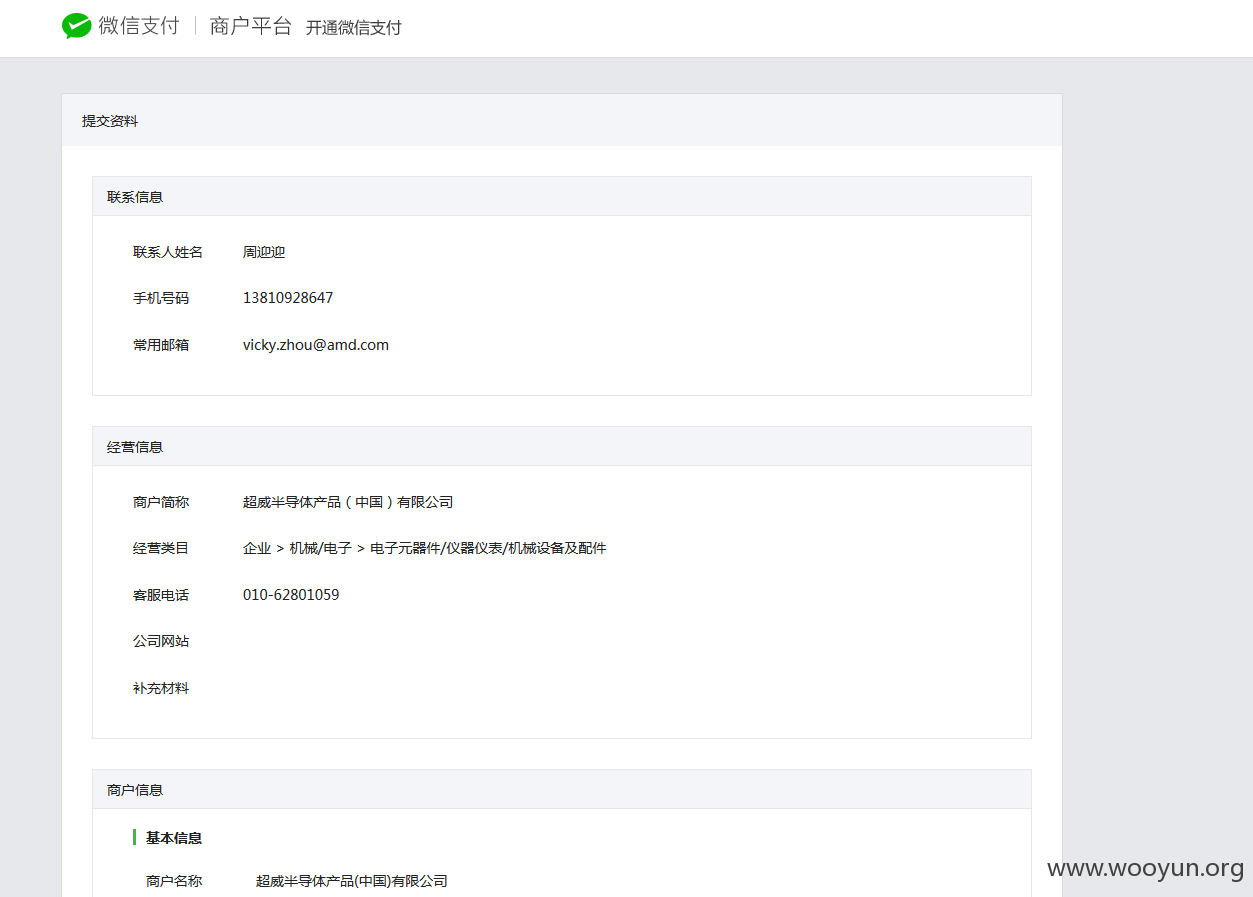 微信支付 | 商户平台 开通微信支付
提交资料
联系信息
联系人姓名 周迎迎
手机号码 13810928647
常用邮箱 vicky.zhou@amd.com
经营信息
商户简称 超威半导体产品（中国）有限公司
经营类目 企业 > 机械/电子 > 电子元器件/仪器仪表/机械设备及配件
客服电话 010-62801059
公司网站
补充材料
商户信息
基本信息
商户名称 超威半导体产品(中国)有限公司
www.wooyun.org